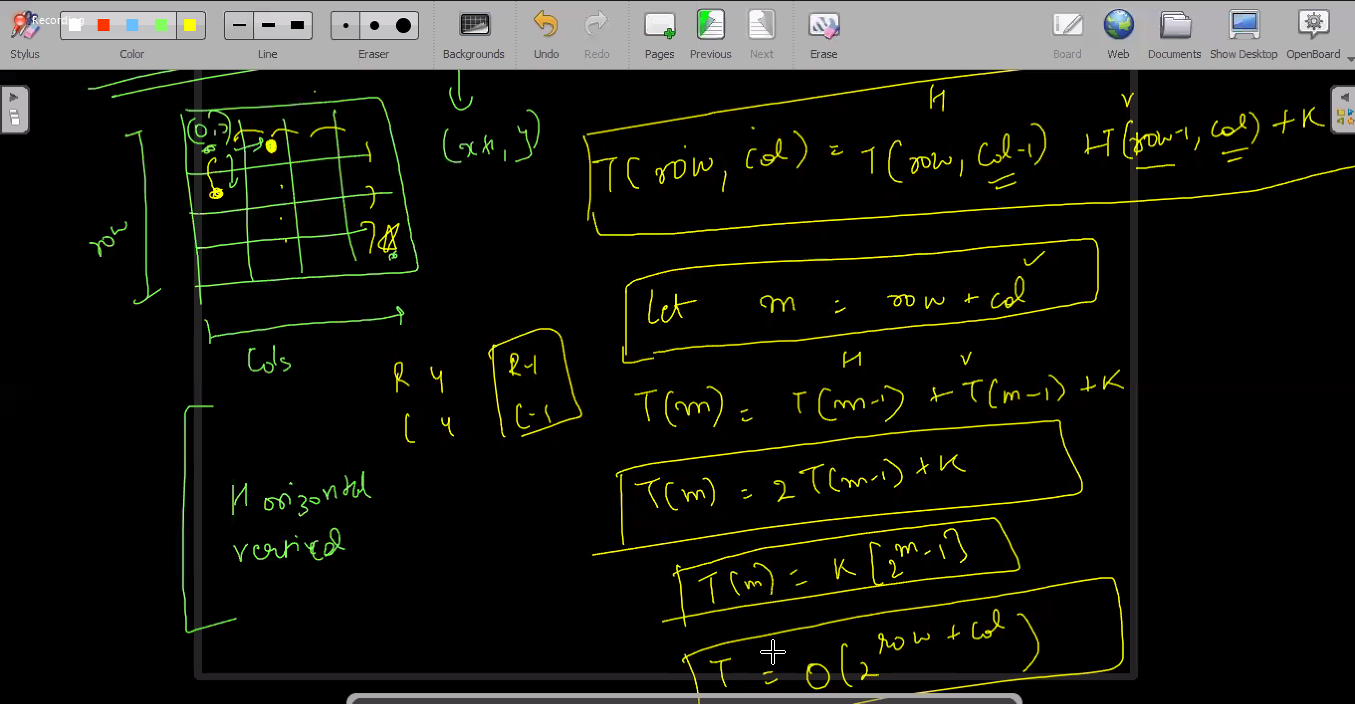 Recording
Stylus Color Line Eraser Backgrounds Undo Redo Pages Previous Next Erase Board Web Documents Show Desktop OpenBoard
(x+1, y)
row
Cols
R 4
C 4
R-1
C-1
Horizontal
vertical
H V
T(row, col) = T(row, col-1) + T(row-1, col) + K
Let m = row + col
H V
T(m) = T(m-1) + T(m-1) + K
T(m) = 2T(m-1) + K
T(m) = K[2^m-1]
T = O(2^row + col)